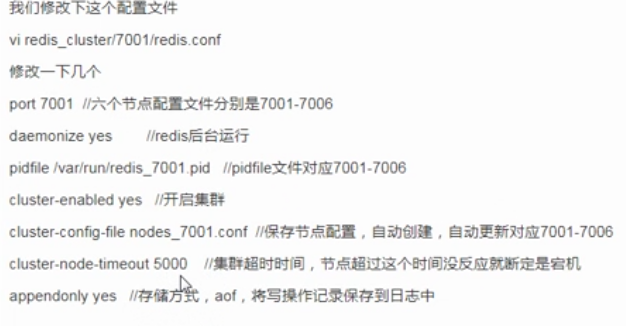 我们修改下这个配置文件
vi redis_cluster/7001/redis.conf
修改一下几个
port 7001  //六个节点配置文件分别是7001-7006
daemonize yes        //redis后台运行
pidfile /var/run/redis_7001.pid   //pidfile文件对应7001-7006
cluster-enabled yes   //开启集群
cluster-config-file nodes_7001.conf  //保存节点配置，自动创建，自动更新对应7001-7006
cluster-node-timeout 5000    //集群超时时间，节点超过这个时间没反应就断定是宕机
appendonly yes   //存储方式，aof，将写操作记录保存到日志中